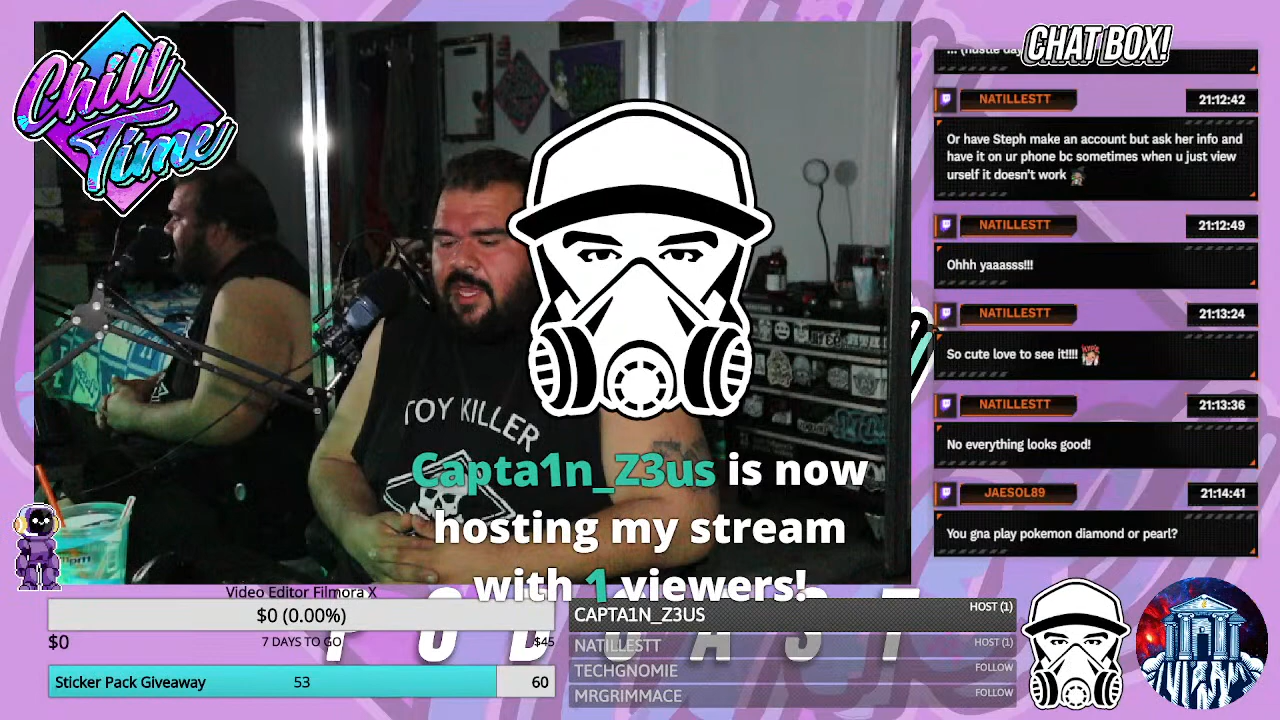 Chill
Time
CHAT BOX!
NATILLESTT
21:12:42
Or have Steph make an account but ask her info and
have it on ur phone bc sometimes when u just view
urself it doesn't work
NATILLESTT
21:12:49
Ohhh yaaasss!!!
NATILLESTT
21:13:24
So cute love to see it!!!!
NATILLESTT
21:13:36
No everything looks good!
JAESOL89
21:14:41
You gna play pokemon diamond or pearl?
TOY KILLER
Capta1n_Z3us is now
hosting my stream
with 1 viewers!
Video Editor Filmora X
$0 (0.00%)
$0
7 DAYS TO GO
$45
Sticker Pack Giveaway
53
60
CAPTA1N_Z3US
HOST (1)
NATILLESTT
HOST (1)
TECHGNOMIE
FOLLOW
MRGRIMMACE
FOLLOW